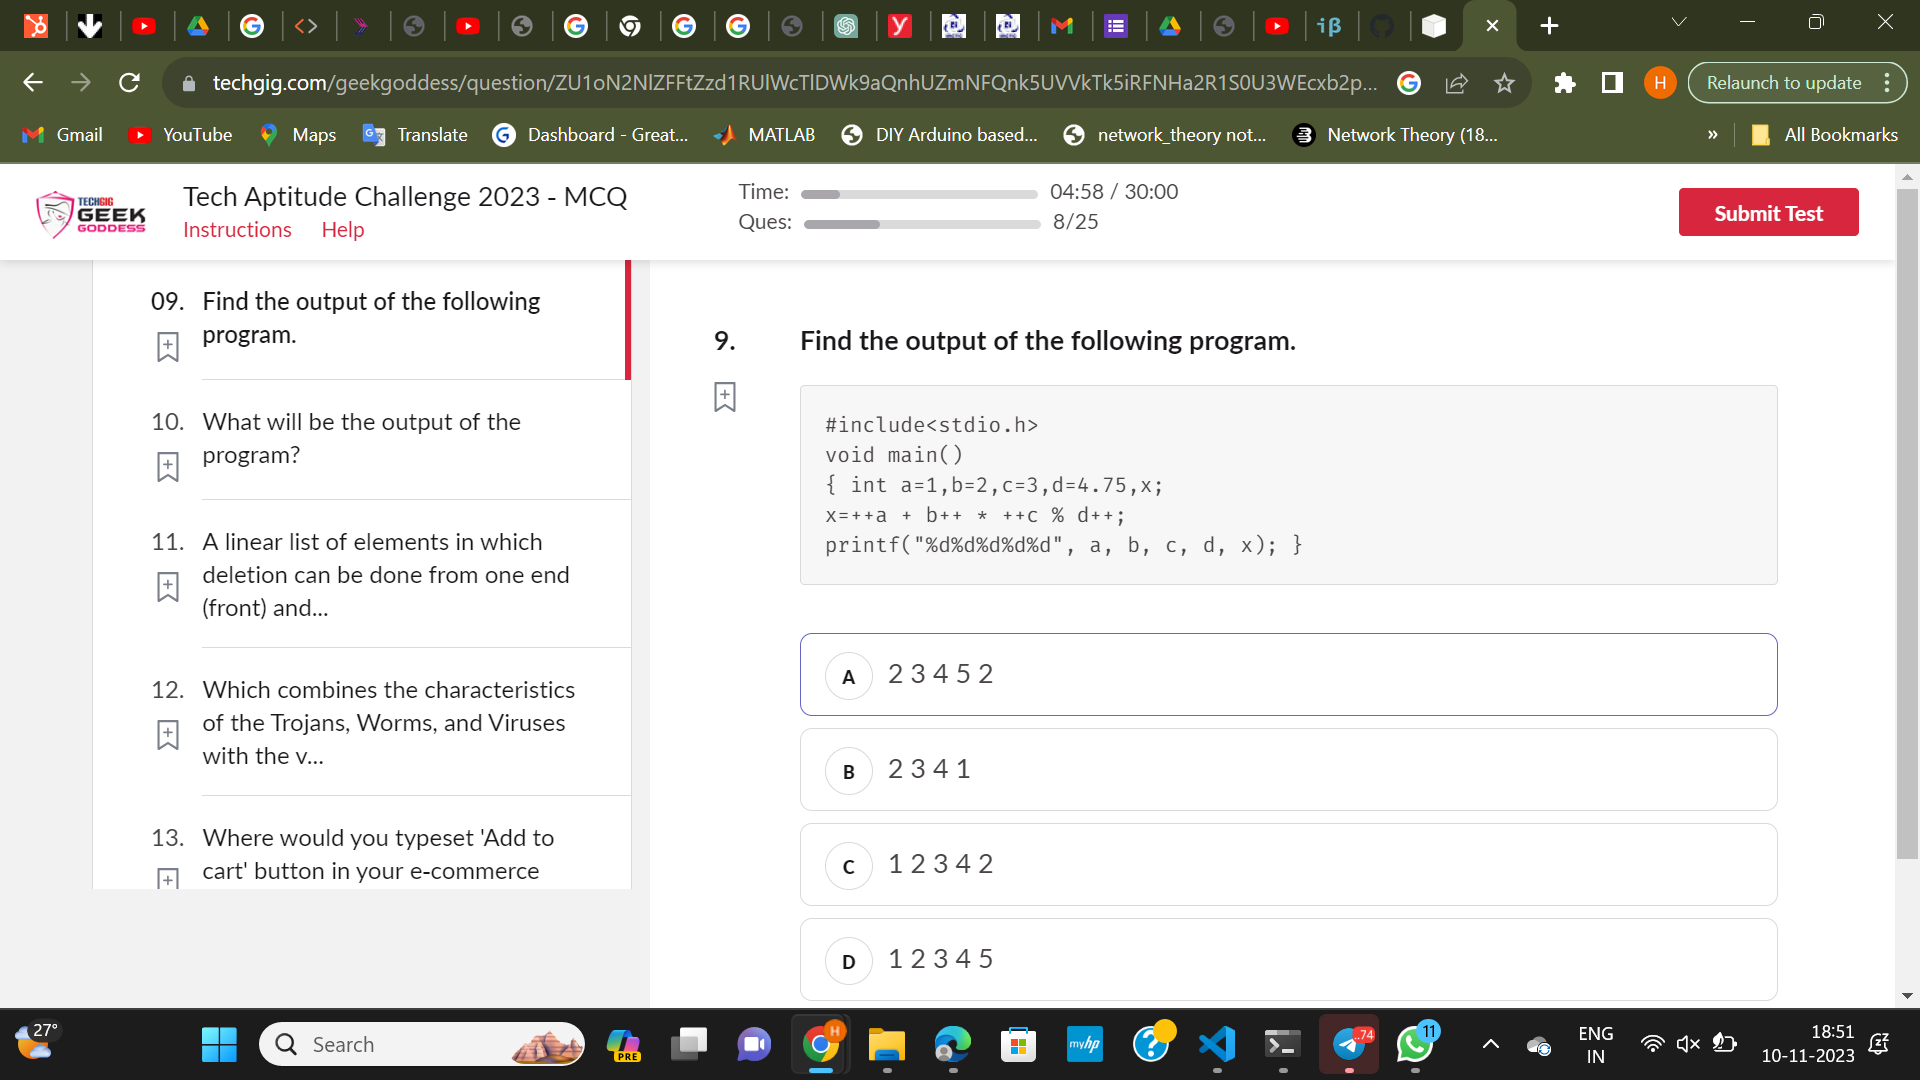 techgig.com/geekgoddess/question/ZU1oN2NlZFFtZzd1RUlWcTlDWk9aQnhUZmNFQnk5UVVkTk5iRFNHa2R1S0U3WEcxb2p...
H
Relaunch to update
Gmail
YouTube
Maps
Translate
Dashboard - Great...
MATLAB
DIY Arduino based...
network_theory not...
Network Theory (18...
»
All Bookmarks
TECHGIG
GEEK
GODDESS
Tech Aptitude Challenge 2023 - MCQ
Instructions
Help
Time:
04:58 / 30:00
Ques:
8/25
Submit Test
09. Find the output of the following
program.
10. What will be the output of the
program?
11. A linear list of elements in which
deletion can be done from one end
(front) and...
12. Which combines the characteristics
of the Trojans, Worms, and Viruses
with the v...
13. Where would you typeset 'Add to
cart' button in your e-commerce
9. Find the output of the following program.
#include<stdio.h>
void main()
{ int a=1,b=2,c=3,d=4.75,x;
x=++a + b++ * ++c % d++;
printf("%d%d%d%d%d", a, b, c, d, x); }
A 2 3 4 5 2
B 2 3 4 1
C 1 2 3 4 2
D 1 2 3 4 5
27°
Search
PRE
H
myhp
74
11
ENG
IN
18:51
10-11-2023